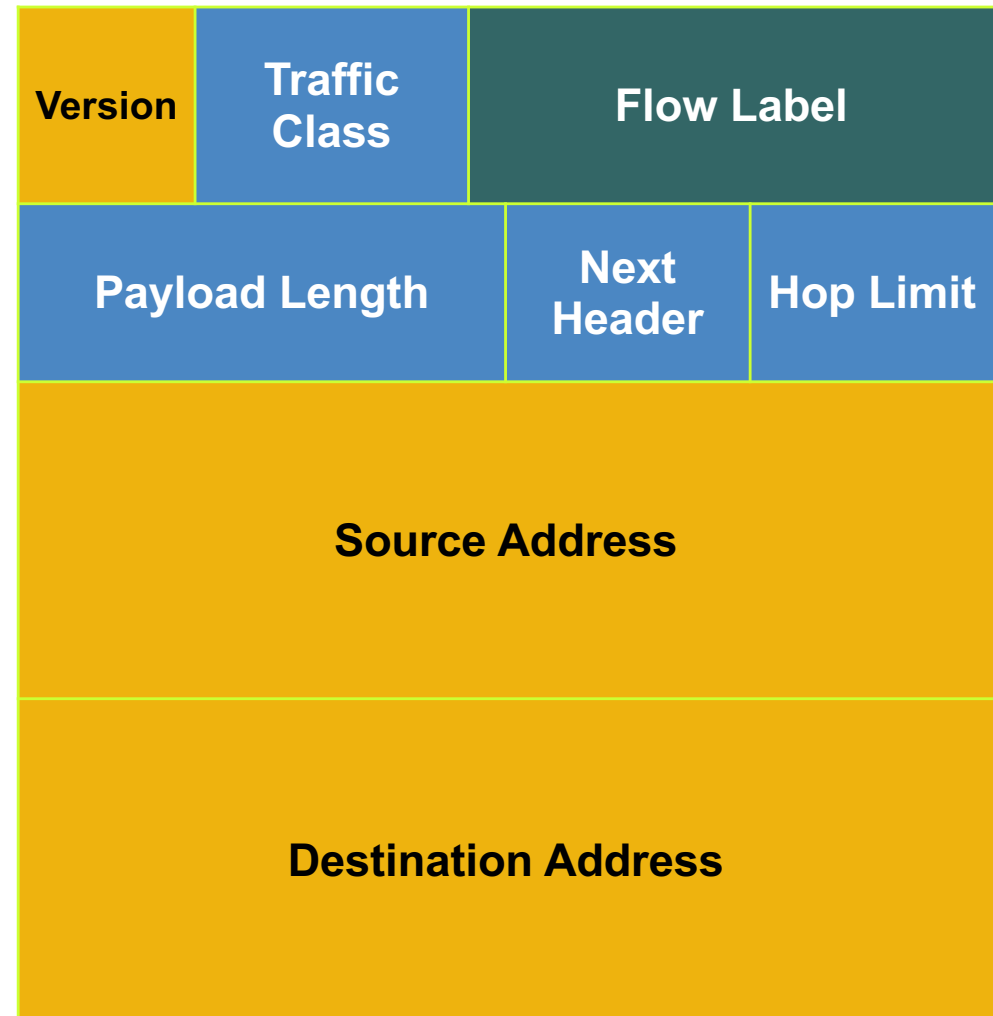 Version
Traffic
Class
Flow Label
Payload Length
Next
Header
Hop Limit
Source Address
Destination Address